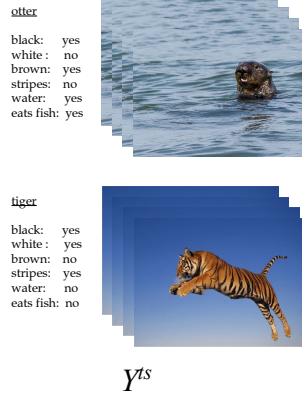 otter
black: yes
white : no
brown: yes
stripes: no
water: yes
eats fish: yes
tiger
black: yes
white : yes
brown: no
stripes: yes
water: no
eats fish: no
Y^{ts}